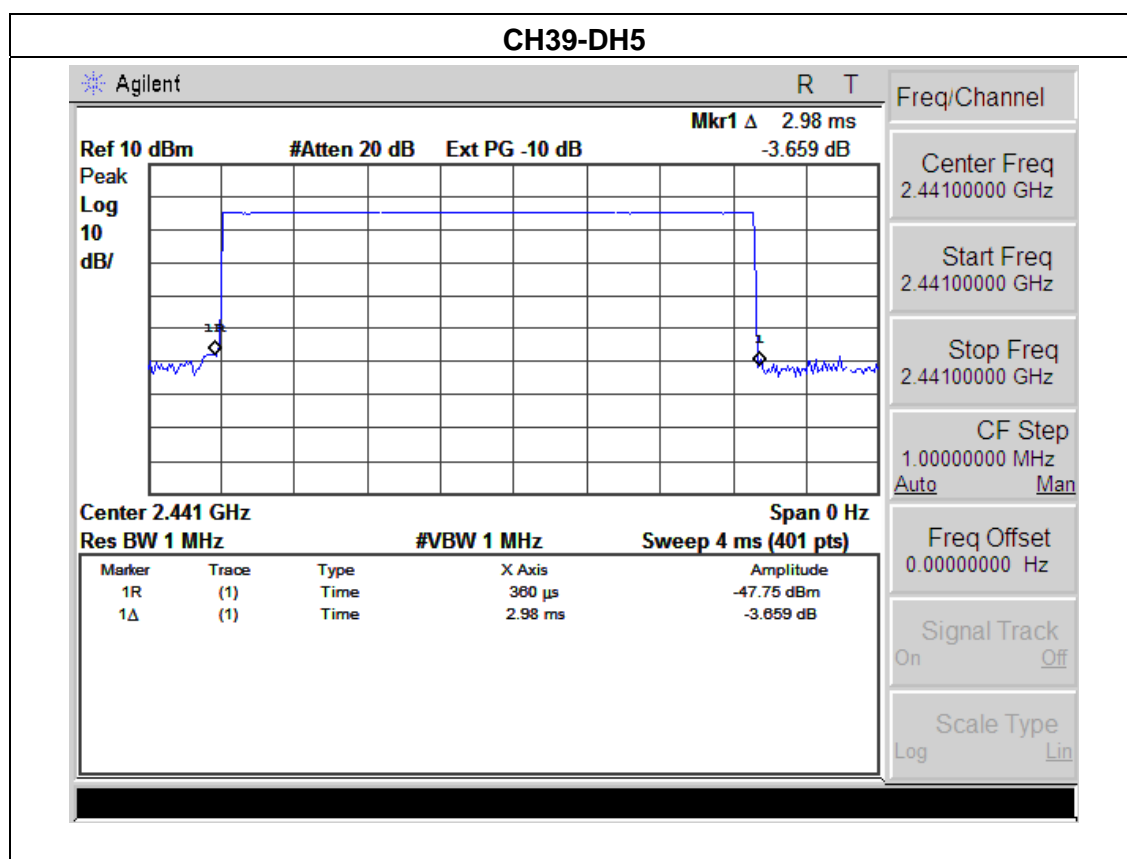 CH39-DH5
Agilent R T
Mkr1 Δ 2.98 ms
Ref 10 dBm #Atten 20 dB Ext PG -10 dB -3.659 dB
Peak
Log
10
dB/
1R
1
Center 2.441 GHz Span 0 Hz
Res BW 1 MHz #VBW 1 MHz Sweep 4 ms (401 pts)
Marker Trace Type X Axis Amplitude
1R (1) Time 360 µs -47.75 dBm
1Δ (1) Time 2.98 ms -3.659 dB
Freq/Channel
Center Freq
2.44100000 GHz
Start Freq
2.44100000 GHz
Stop Freq
2.44100000 GHz
CF Step
1.00000000 MHz
Auto Man
Freq Offset
0.00000000 Hz
Signal Track
On Off
Scale Type
Log Lin